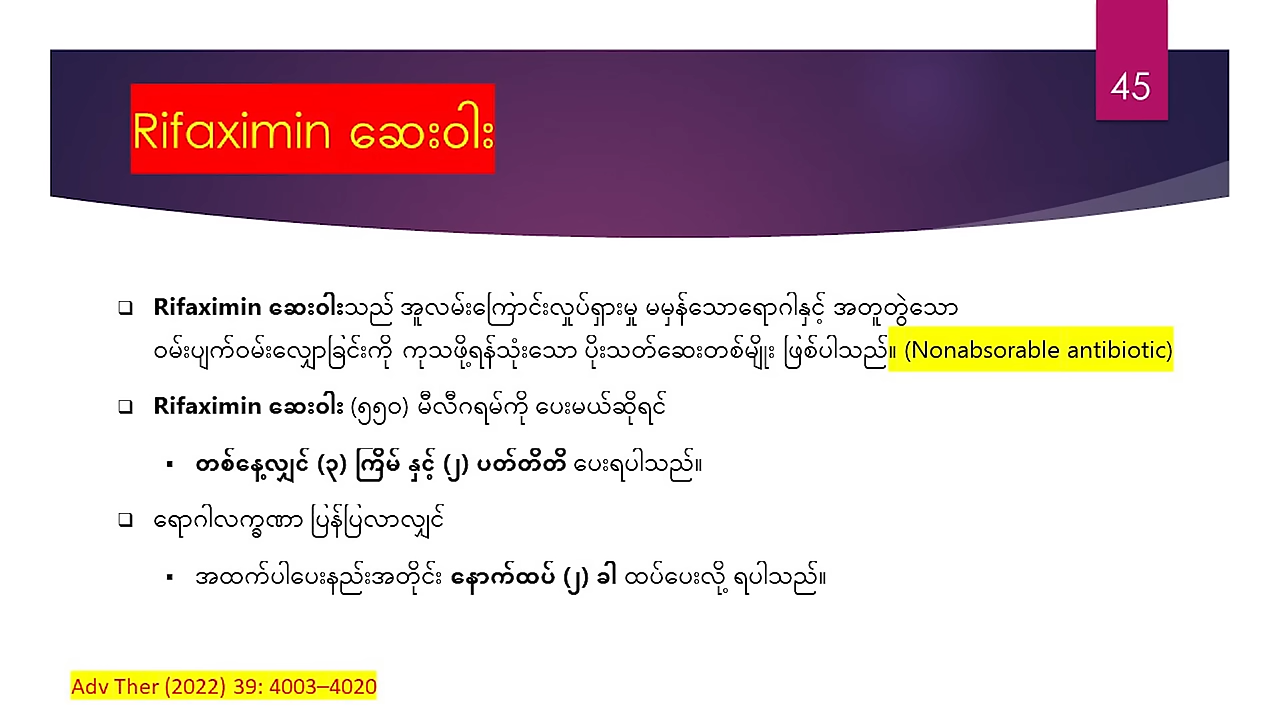 45
Rifaximin ဆေးဝါး
Rifaximin ဆေးဝါးသည် အူလမ်းကြောင်းလှုပ်ရှားမှု မမှန်သောရောဂါနှင့် အတူတွဲသော
ဝမ်းပျက်ဝမ်းလျှောခြင်းကို ကုသဖို့ရန်သုံးသော ပိုးသတ်ဆေးတစ်မျိုး ဖြစ်ပါသည်။ (Nonabsorable antibiotic)
Rifaximin ဆေးဝါး (၅၅၀) မီလီဂရမ်ကို ပေးမယ်ဆိုရင်
တစ်နေ့လျှင် (၃) ကြိမ် နှင့် (၂) ပတ်တိတိ ပေးရပါသည်။
ရောဂါလက္ခဏာ ပြန်ပြလာလျှင်
အထက်ပါပေးနည်းအတိုင်း နောက်ထပ် (၂) ခါ ထပ်ပေးလို့ ရပါသည်။
Adv Ther (2022) 39: 4003–4020